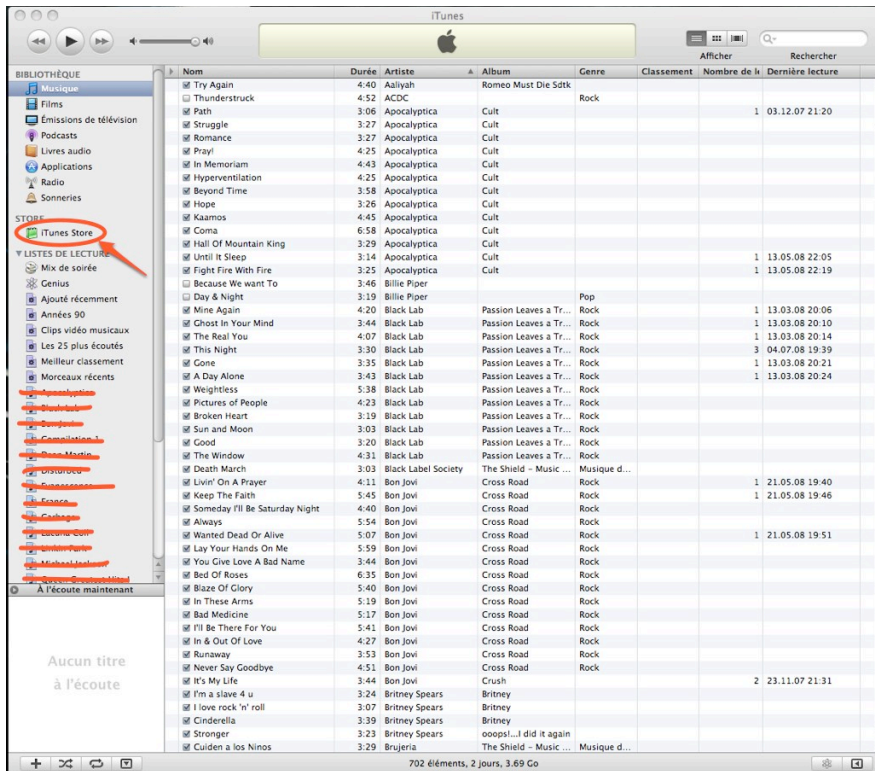 iTunes
Afficher
Rechercher
BIBLIOTHÈQUE
Musique
Films
Émissions de télévision
Podcasts
Livres audio
Applications
Radio
Sonneries
STORE
iTunes Store
LISTES DE LECTURE
Mix de soirée
Genius
Ajouté récemment
Années 90
Clips vidéo musicaux
Les 25 plus écoutés
Meilleur classement
Morceaux récents
Apocalyptica
Black Lab
Bon Jovi
Compilation 1
Dean Martin
Disturbed
Evanescence
France
Garbage
Lacuna Coil
Linkin Park
Michael Jackson
À l'écoute maintenant
Aucun titre
à l'écoute
Nom Durée Artiste Album Genre Classement Nombre de le Dernière lecture
Try Again 4:40 Aaliyah Romeo Must Die Sdtk
Thunderstruck 4:52 ACDC Rock
Path 3:06 Apocalyptica Cult 1 03.12.07 21:20
Struggle 3:27 Apocalyptica Cult
Romance 3:27 Apocalyptica Cult
Pray! 4:25 Apocalyptica Cult
In Memoriam 4:43 Apocalyptica Cult
Hyperventilation 4:25 Apocalyptica Cult
Beyond Time 3:58 Apocalyptica Cult
Hope 3:26 Apocalyptica Cult
Kaamos 4:45 Apocalyptica Cult
Coma 6:58 Apocalyptica Cult
Hall Of Mountain King 3:29 Apocalyptica Cult
Until It Sleep 3:14 Apocalyptica Cult 1 13.05.08 22:05
Fight Fire With Fire 3:25 Apocalyptica Cult 1 13.05.08 22:19
Because We want To 3:46 Billie Piper
Day & Night 3:19 Billie Piper Pop
Mine Again 4:20 Black Lab Passion Leaves a Tr... Rock 1 13.03.08 20:06
Ghost In Your Mind 3:44 Black Lab Passion Leaves a Tr... Rock 1 13.03.08 20:10
The Real You 4:07 Black Lab Passion Leaves a Tr... Rock 1 13.03.08 20:14
This Night 3:30 Black Lab Passion Leaves a Tr... Rock 3 04.07.08 19:39
Gone 3:35 Black Lab Passion Leaves a Tr... Rock 1 13.03.08 20:21
A Day Alone 3:43 Black Lab Passion Leaves a Tr... Rock 1 13.03.08 20:24
Weightless 5:38 Black Lab Passion Leaves a Tr... Rock
Pictures of People 4:23 Black Lab Passion Leaves a Tr... Rock
Broken Heart 3:19 Black Lab Passion Leaves a Tr... Rock
Sun and Moon 3:03 Black Lab Passion Leaves a Tr... Rock
Good 3:20 Black Lab Passion Leaves a Tr... Rock
The Window 4:31 Black Lab Passion Leaves a Tr... Rock
Death March 3:03 Black Label Society The Shield – Music ... Musique d...
Livin' On A Prayer 4:11 Bon Jovi Cross Road Rock 1 21.05.08 19:40
Keep The Faith 5:45 Bon Jovi Cross Road Rock 1 21.05.08 19:46
Someday I'll Be Saturday Night 4:40 Bon Jovi Cross Road Rock
Always 5:54 Bon Jovi Cross Road Rock
Wanted Dead Or Alive 5:07 Bon Jovi Cross Road Rock 1 21.05.08 19:51
Lay Your Hands On Me 5:59 Bon Jovi Cross Road Rock
You Give Love A Bad Name 3:44 Bon Jovi Cross Road Rock
Bed Of Roses 6:35 Bon Jovi Cross Road Rock
Blaze Of Glory 5:40 Bon Jovi Cross Road Rock
In These Arms 5:19 Bon Jovi Cross Road Rock
Bad Medicine 5:17 Bon Jovi Cross Road Rock
I'll Be There For You 5:41 Bon Jovi Cross Road Rock
In & Out Of Love 4:27 Bon Jovi Cross Road Rock
Runaway 3:53 Bon Jovi Cross Road Rock
Never Say Goodbye 4:51 Bon Jovi Cross Road Rock
It's My Life 3:44 Bon Jovi Crush 2 23.11.07 21:31
I'm a slave 4 u 3:24 Britney Spears Britney
I love rock 'n' roll 3:07 Britney Spears Britney
Cinderella 3:39 Britney Spears Britney
Stronger 3:23 Britney Spears ooops!...I did it again
Cuiden a los Ninos 3:29 Brujeria The Shield – Music ... Musique d...
702 éléments, 2 jours, 3.69 Go